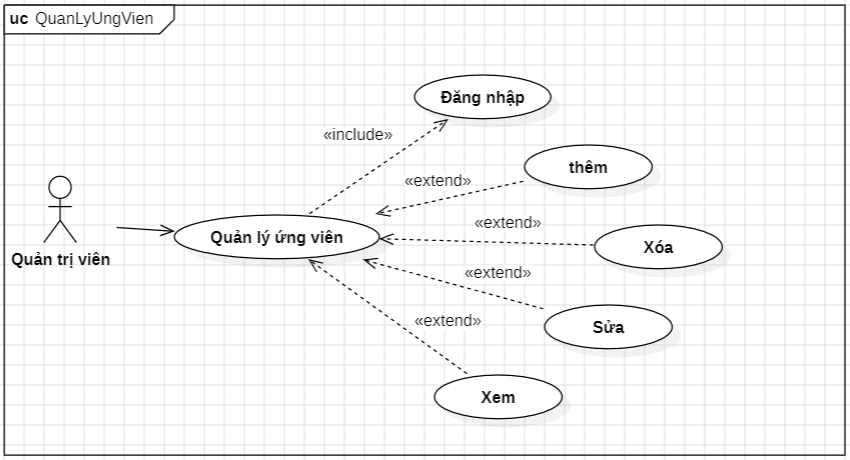 uc QuanLyUngVien
Đăng nhập
«include»
thêm
«extend»
Quản lý ứng viên
«extend»
Xóa
Quản trị viên
«extend»
Sửa
«extend»
Xem